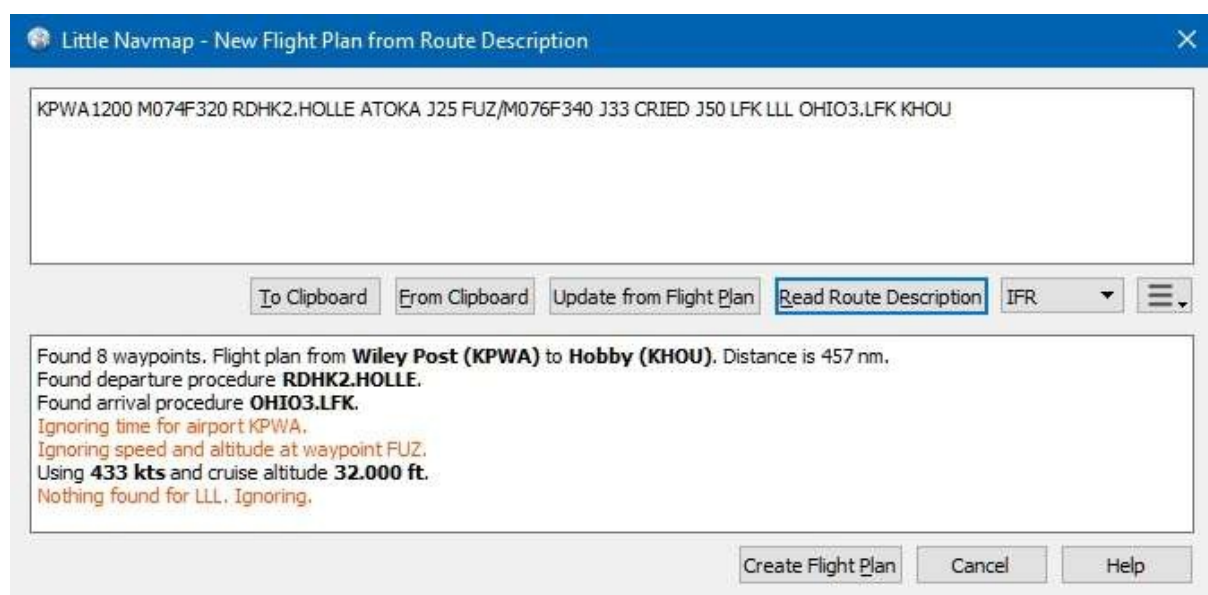 Little Navmap - New Flight Plan from Route Description
KPWA1200 M074F320 RDHK2.HOLLE ATOKA J25 FUZ/M076F340 J33 CRIED J50 LFK LLL OHIO3.LFK KHOU
To Clipboard From Clipboard Update from Flight Plan Read Route Description IFR
Found 8 waypoints. Flight plan from Wiley Post (KPWA) to Hobby (KHOU). Distance is 457 nm.
Found departure procedure RDHK2.HOLLE.
Found arrival procedure OHIO3.LFK.
Ignoring time for airport KPWA.
Ignoring speed and altitude at waypoint FUZ.
Using 433 kts and cruise altitude 32.000 ft.
Nothing found for LLL. Ignoring.
Create Flight Plan Cancel Help